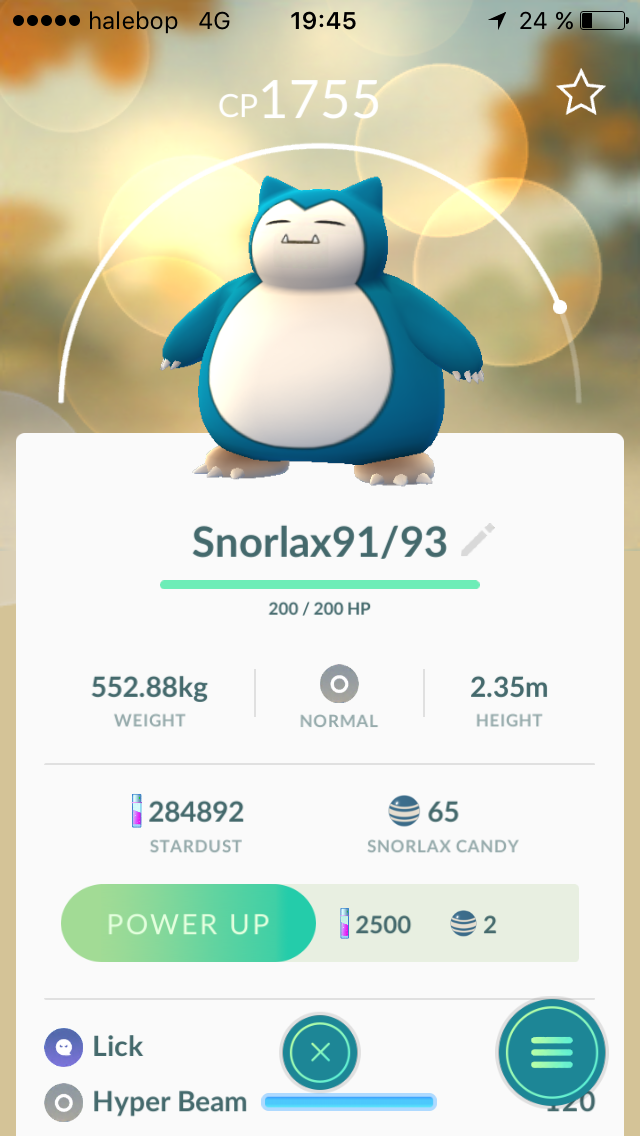 halebop 4G 19:45 24 %
CP1755
Snorlax91/93
200 / 200 HP
552.88kg 2.35m
WEIGHT NORMAL HEIGHT
284892 65
STARDUST SNORLAX CANDY
POWER UP 2500 2
Lick
Hyper Beam 120